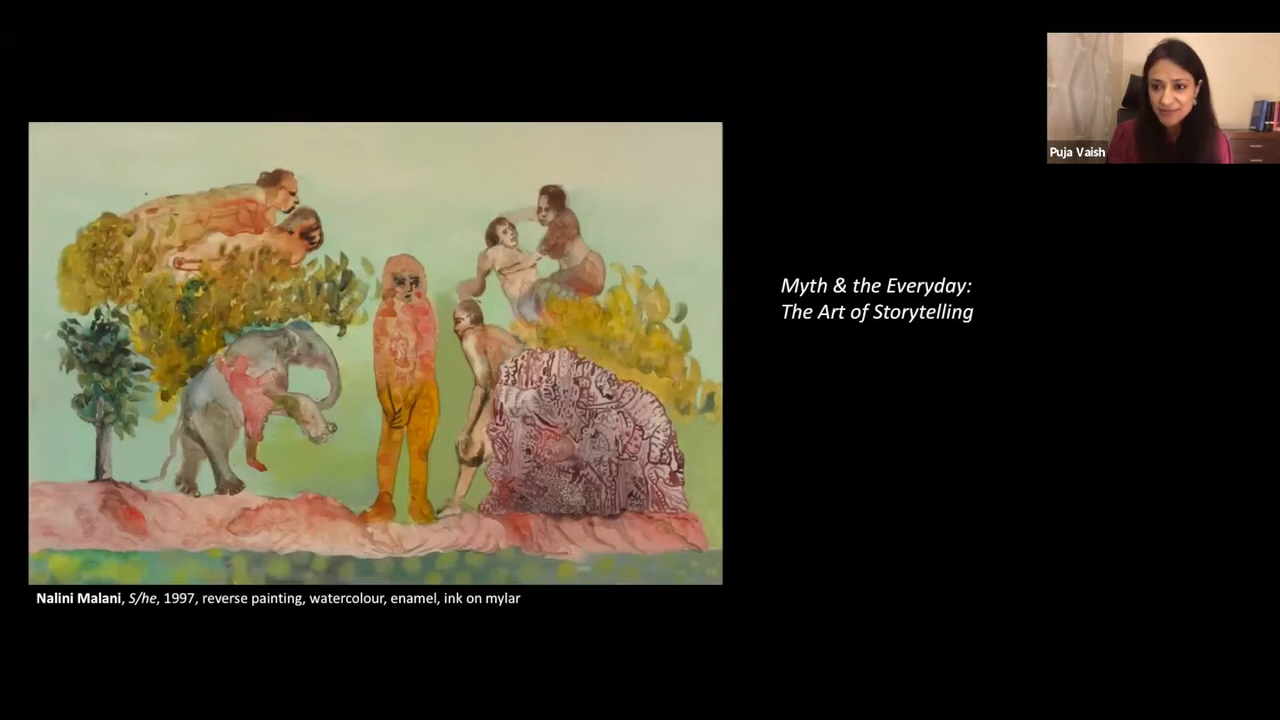 Puja Vaish
Myth & the Everyday:
The Art of Storytelling
Nalini Malani, S/he, 1997, reverse painting, watercolour, enamel, ink on mylar